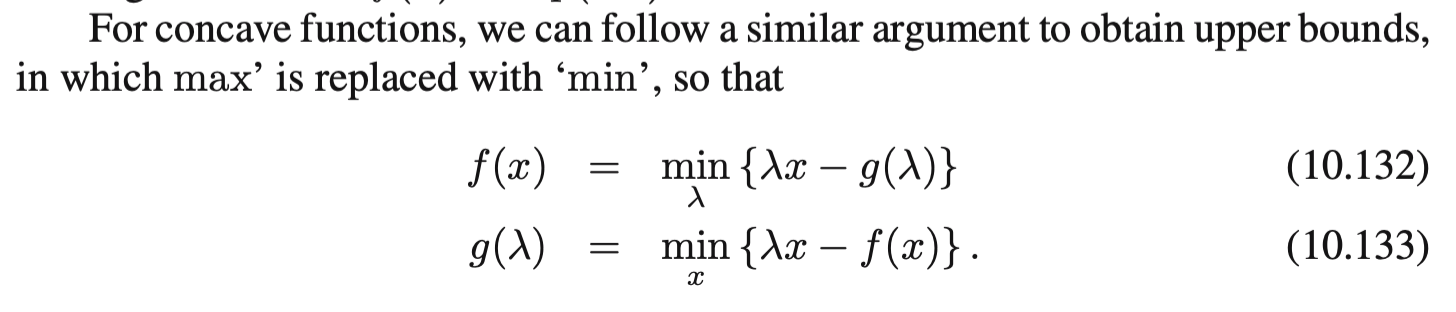 For concave functions, we can follow a similar argument to obtain upper bounds,
in which max’ is replaced with ‘min’, so that
f(x) = min_λ {λx − g(λ)} (10.132)
g(λ) = min_x {λx − f(x)} . (10.133)